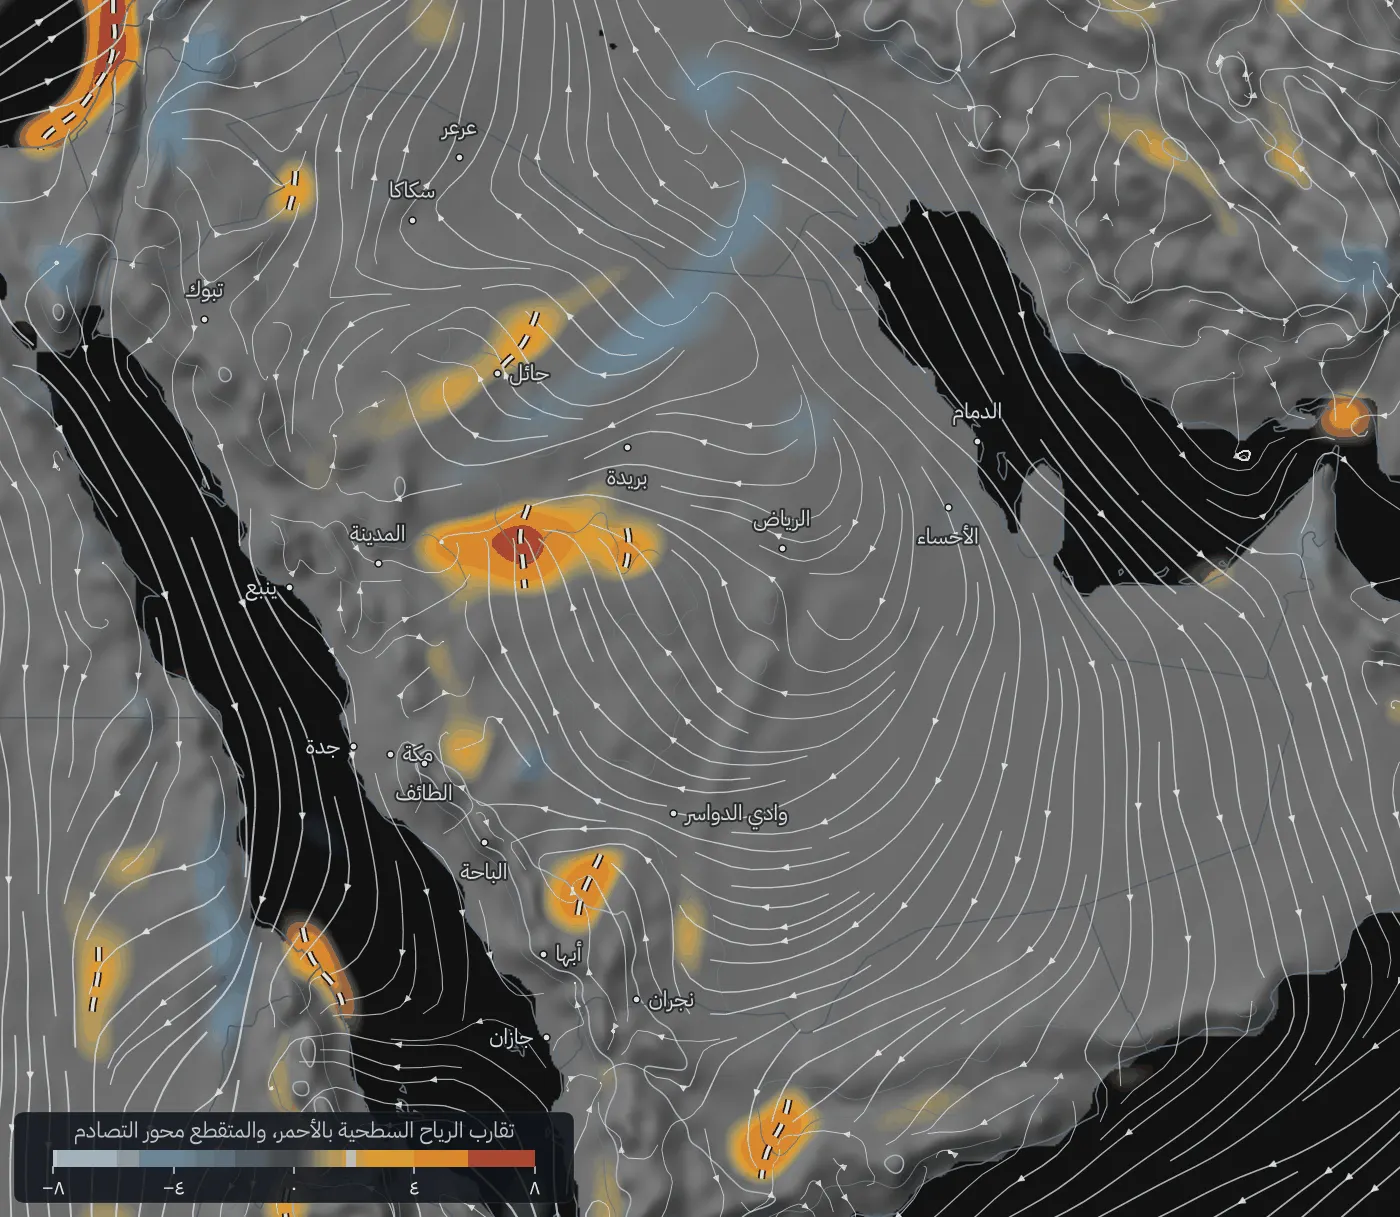 عرعر
سكاكا
تبوك
حائل
الدمام
بريدة
الرياض
الأحساء
المدينة
ينبع
جدة
مكة
الطائف
وادي الدواسر
الباحة
أبها
نجران
جازان
تقارب الرياح السطحية بالأحمر، والمتقطع محور التصادم
−٨ −٤ ٠ ٤ ٨